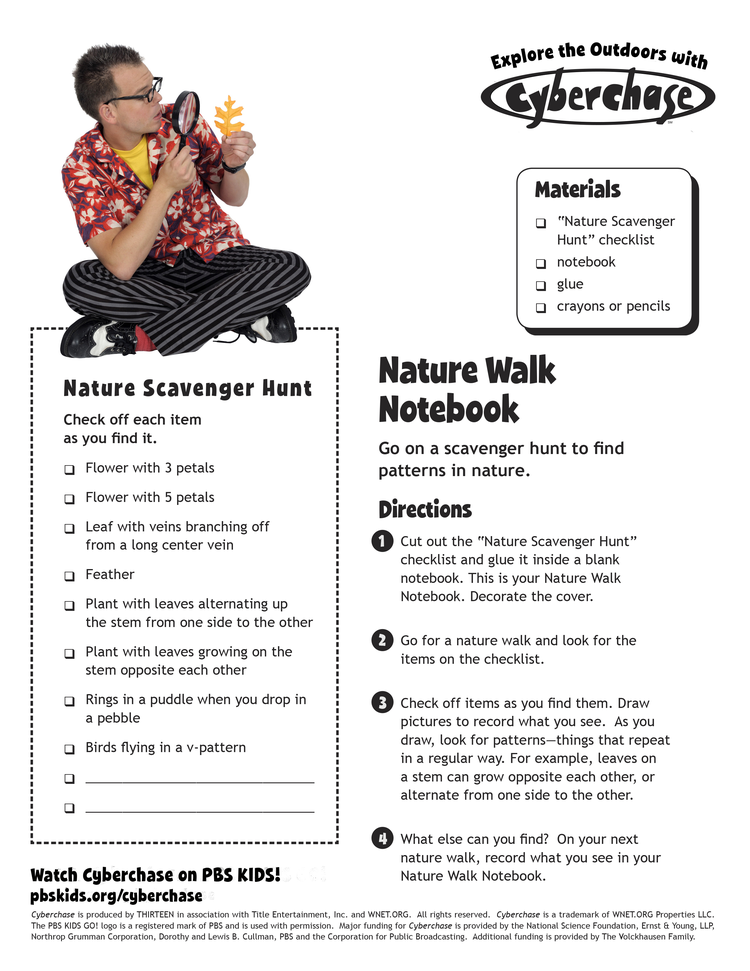 Explore the Outdoors with
Cyberchase
Materials
❏ “Nature Scavenger
Hunt” checklist
❏ notebook
❏ glue
❏ crayons or pencils
Nature Scavenger Hunt
Check off each item
as you find it.
❏ Flower with 3 petals
❏ Flower with 5 petals
❏ Leaf with veins branching off
from a long center vein
❏ Feather
❏ Plant with leaves alternating up
the stem from one side to the other
❏ Plant with leaves growing on the
stem opposite each other
❏ Rings in a puddle when you drop in
a pebble
❏ Birds flying in a v-pattern
❏ ______________________________
❏ ______________________________
Nature Walk
Notebook
Go on a scavenger hunt to find
patterns in nature.
Directions
1 Cut out the “Nature Scavenger Hunt”
checklist and glue it inside a blank
notebook. This is your Nature Walk
Notebook. Decorate the cover.
2 Go for a nature walk and look for the
items on the checklist.
3 Check off items as you find them. Draw
pictures to record what you see. As you
draw, look for patterns—things that repeat
in a regular way. For example, leaves on
a stem can grow opposite each other, or
alternate from one side to the other.
4 What else can you find? On your next
nature walk, record what you see in your
Nature Walk Notebook.
Watch Cyberchase on PBS KIDS!
pbskids.org/cyberchase
Cyberchase is produced by THIRTEEN in association with Title Entertainment, Inc. and WNET.ORG. All rights reserved. Cyberchase is a trademark of WNET.ORG Properties LLC.
The PBS KIDS GO! logo is a registered mark of PBS and is used with permission. Major funding for Cyberchase is provided by the National Science Foundation, Ernst & Young, LLP,
Northrop Grumman Corporation, Dorothy and Lewis B. Cullman, PBS and the Corporation for Public Broadcasting. Additional funding is provided by The Volckhausen Family.